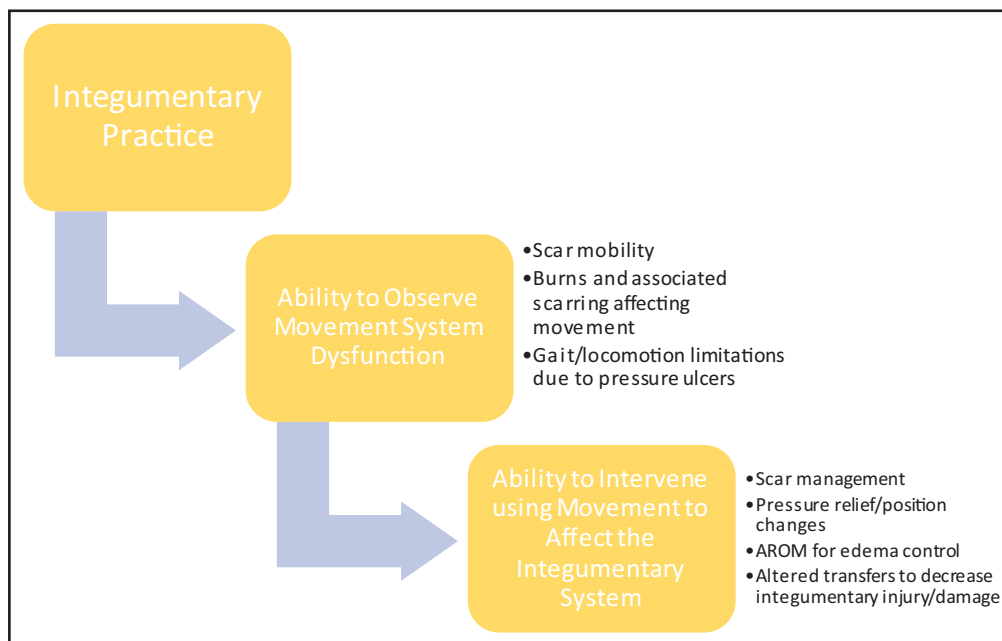 Integumentary
Practice
Ability to Observe
Movement System
Dysfunction
•Scar mobility
•Burns and associated
scarring affecting
movement
•Gait/locomotion limitations
due to pressure ulcers
Ability to Intervene
using Movement to
Affect the
Integumentary
System
•Scar management
•Pressure relief/position
changes
•AROM for edema control
•Altered transfers to decrease
integumentary injury/damage